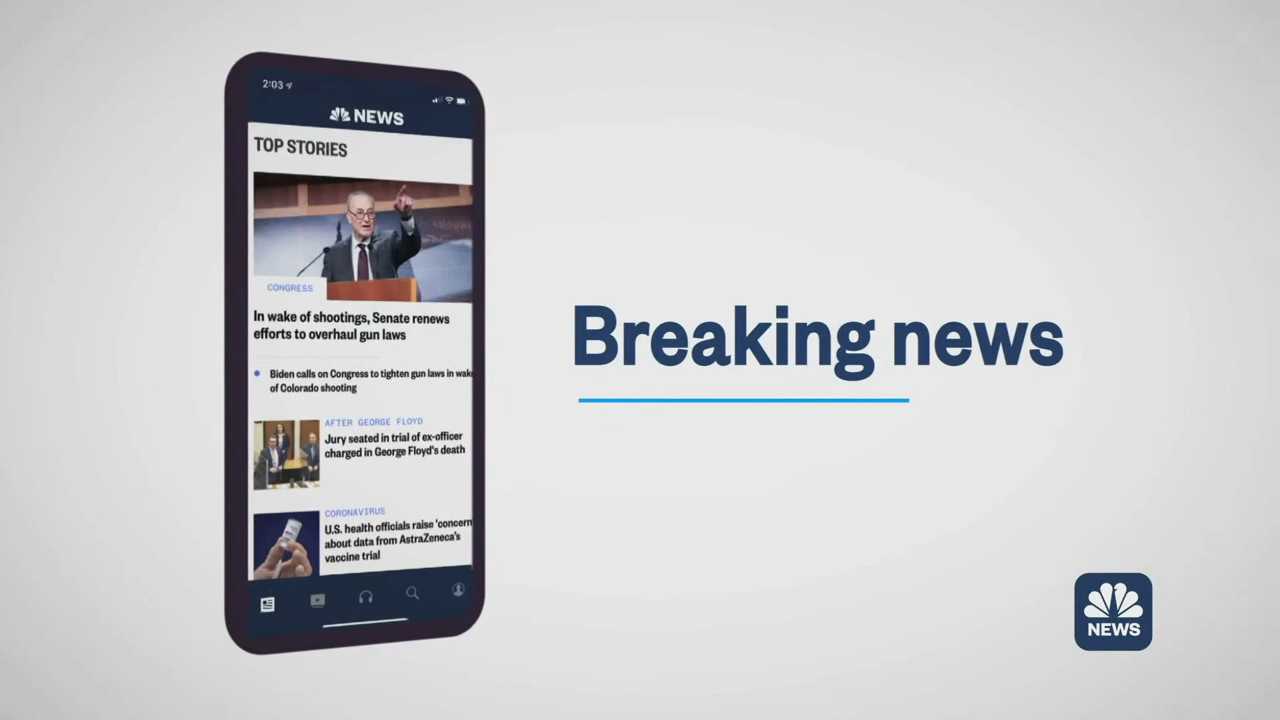 2:03
NEWS
TOP STORIES
CONGRESS
In wake of shootings, Senate renews
efforts to overhaul gun laws
Biden calls on Congress to tighten gun laws in wake
of Colorado shooting
AFTER GEORGE FLOYD
Jury seated in trial of ex-officer
charged in George Floyd's death
CORONAVIRUS
U.S. health officials raise 'concern
about data from AstraZeneca's
vaccine trial
Breaking news
NEWS